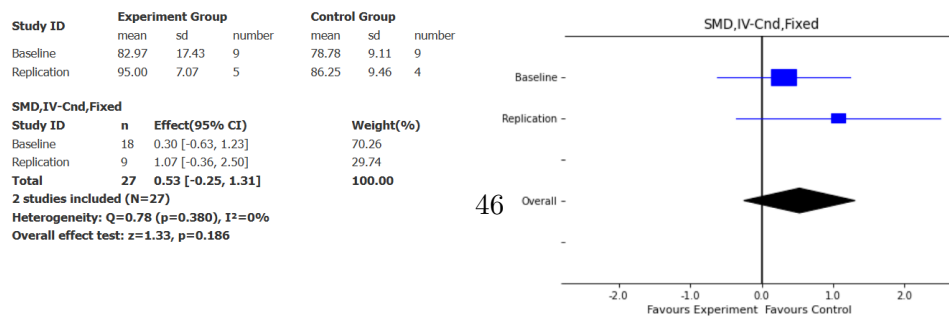 Study ID Experiment Group Control Group
mean sd number mean sd number
Baseline 82.97 17.43 9 78.78 9.11 9
Replication 95.00 7.07 5 86.25 9.46 4
SMD,IV-Cnd,Fixed
Study ID n Effect(95% CI) Weight(%)
Baseline 18 0.30 [-0.63, 1.23] 70.26
Replication 9 1.07 [-0.36, 2.50] 29.74
Total 27 0.53 [-0.25, 1.31] 100.00
2 studies included (N=27)
Heterogeneity: Q=0.78 (p=0.380), I²=0%
Overall effect test: z=1.33, p=0.186
46
SMD,IV-Cnd,Fixed
Baseline
Replication
Overall
-2.0 -1.0 0.0 1.0 2.0
Favours Experiment Favours Control